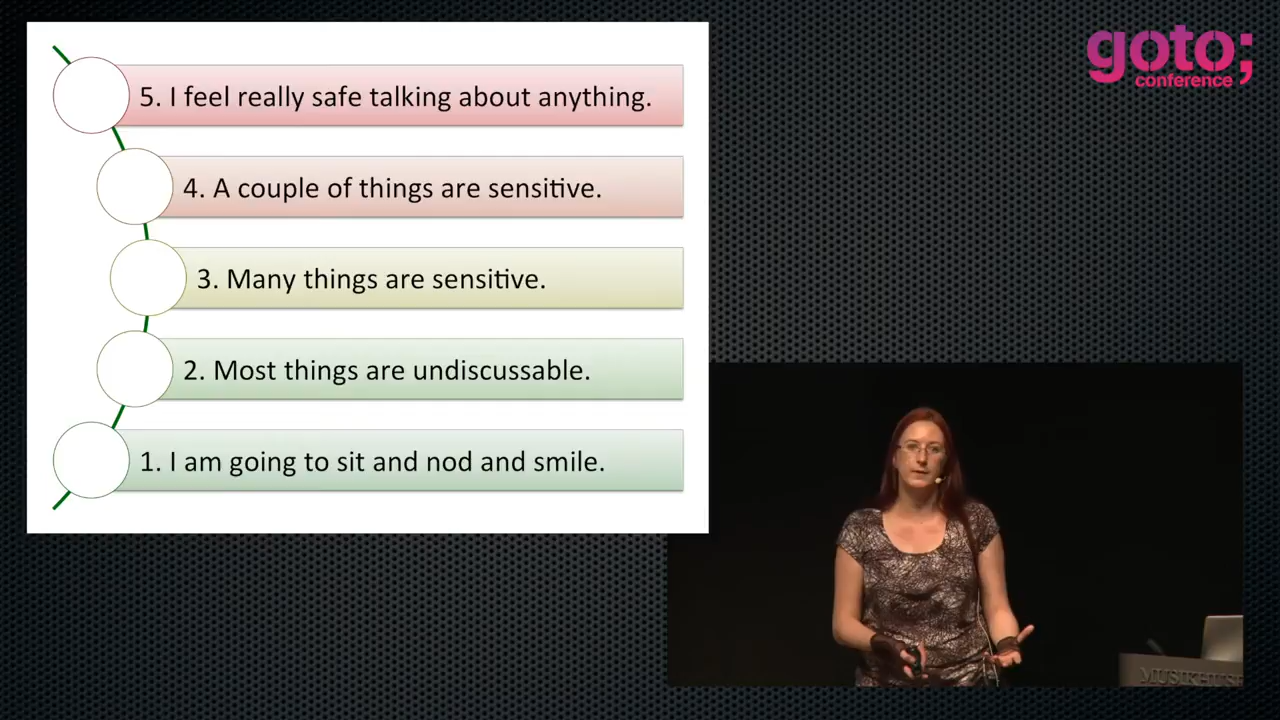 goto;
conference
5. I feel really safe talking about anything.
4. A couple of things are sensitive.
3. Many things are sensitive.
2. Most things are undiscussable.
1. I am going to sit and nod and smile.